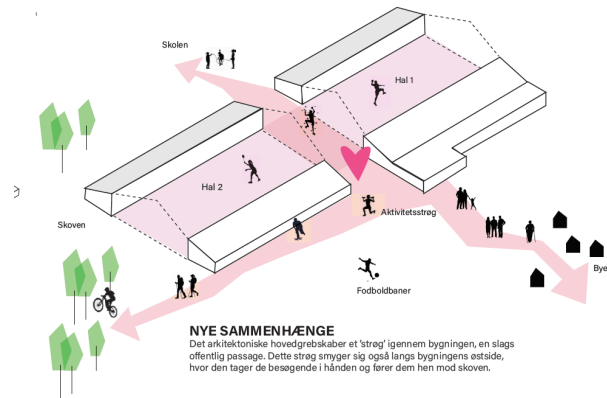 Skolen
Hal 1
Hal 2
Skoven
Aktivitetsstrøg
Bye
Fodboldbaner
NYE SAMMENHÆNGE
Det arkitektoniske hovedgrebskaber et 'strøg' igennem bygningen, en slags
offentlig passage. Dette strøg smyger sig også langs bygningens østside,
hvor den tager de besøgende i hånden og fører dem hen mod skoven.